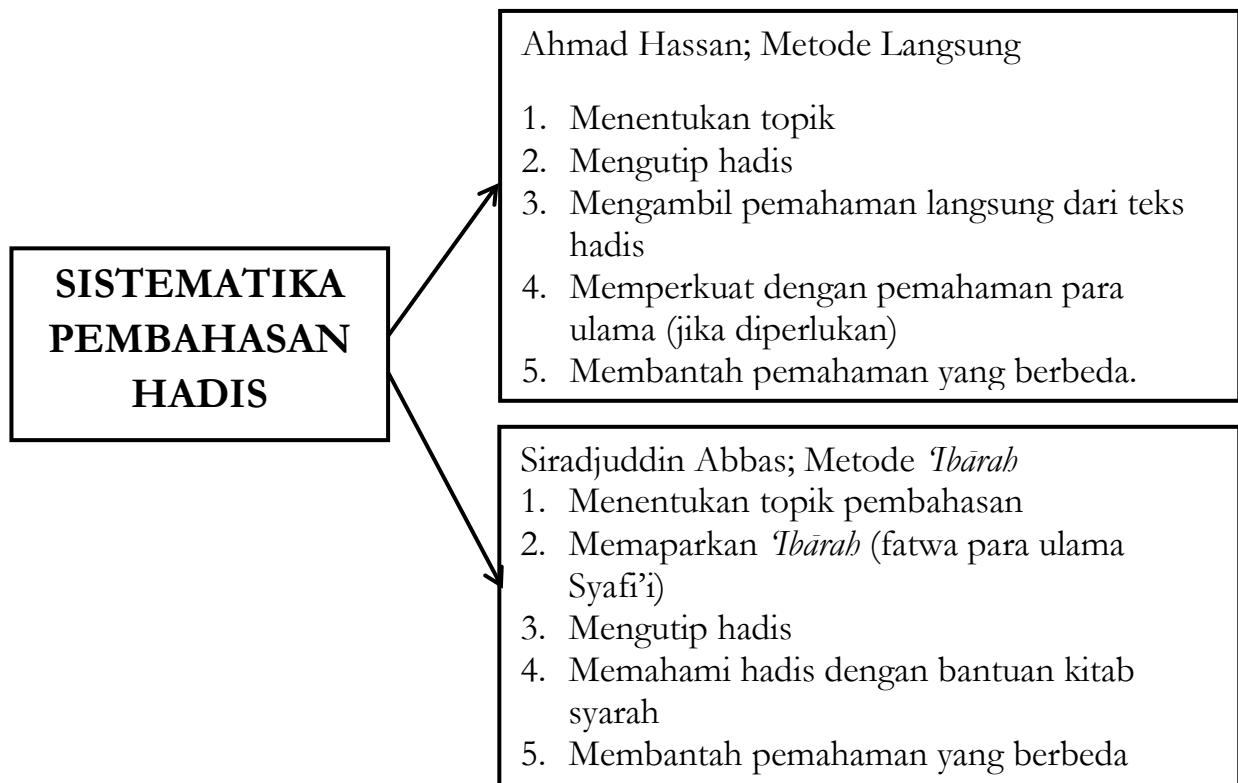 SISTEMATIKA
PEMBAHASAN
HADIS
Ahmad Hassan; Metode Langsung
1. Menentukan topik
2. Mengutip hadis
3. Mengambil pemahaman langsung dari teks
hadis
4. Memperkuat dengan pemahaman para
ulama (jika diperlukan)
5. Membantah pemahaman yang berbeda.
Siradjuddin Abbas; Metode ‘Ibārah
1. Menentukan topik pembahasan
2. Memaparkan ‘Ibārah (fatwa para ulama
Syafi’i)
3. Mengutip hadis
4. Memahami hadis dengan bantuan kitab
syarah
5. Membantah pemahaman yang berbeda